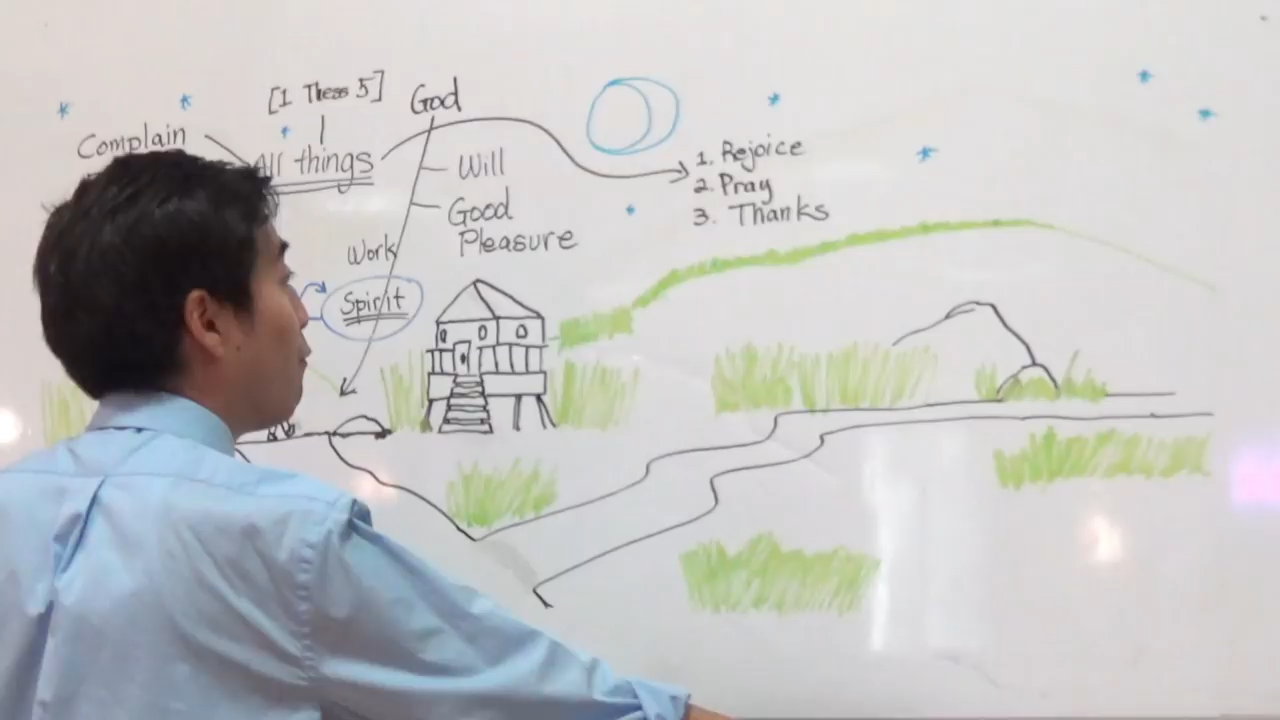 [1 Thess 5]
God
Complain
All things
Will
Good
Pleasure
Work
Spirit
1. Rejoice
2. Pray
3. Thanks